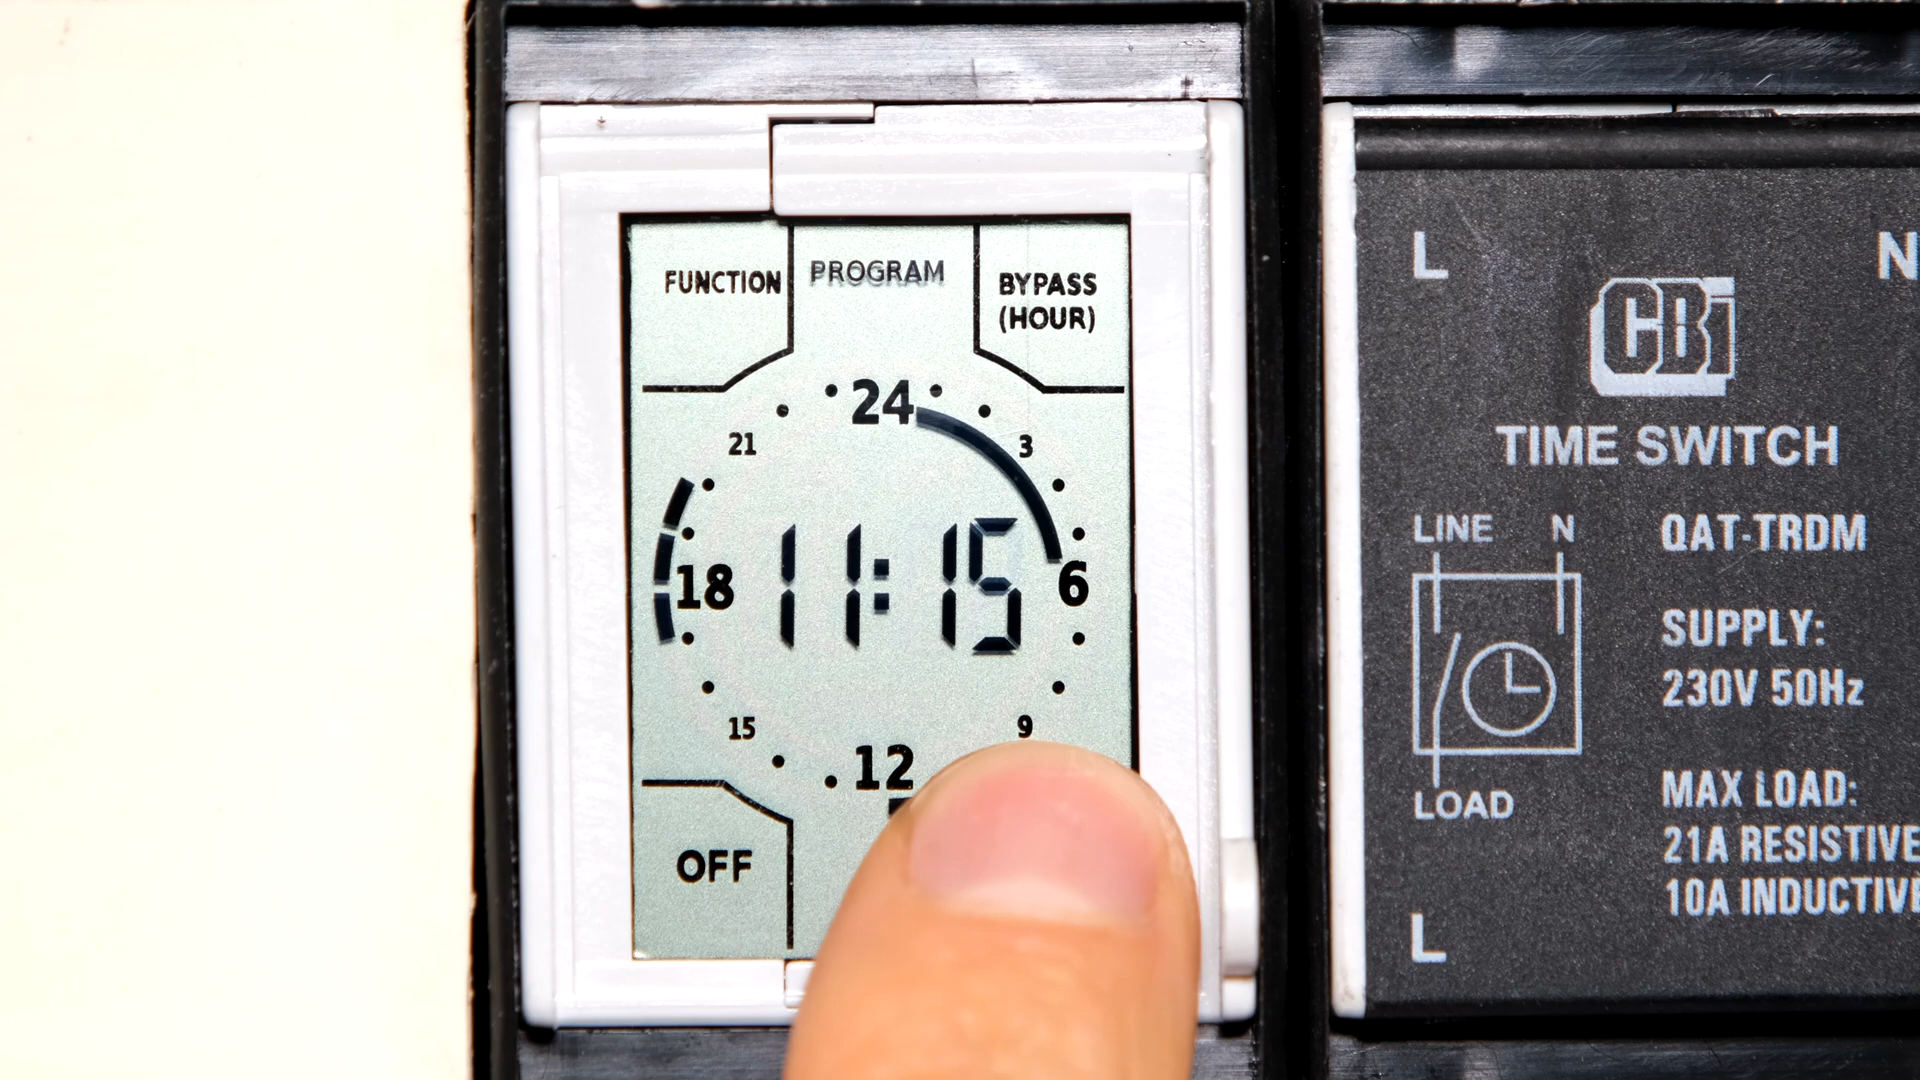 FUNCTION
PROGRAM
BYPASS
(HOUR)
24
21
3
11:15
18
6
15
9
12
OFF
L
N
CBi
TIME SWITCH
LINE
N
QAT-TRDM
SUPPLY:
230V 50Hz
LOAD
MAX LOAD:
21A RESISTIVE
10A INDUCTIVE
L